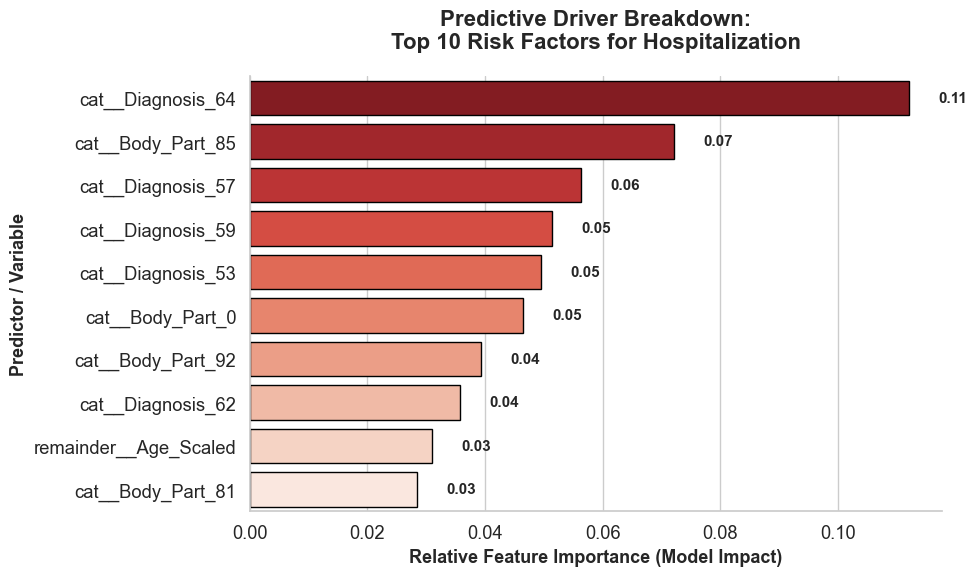 Predictive Driver Breakdown:
Top 10 Risk Factors for Hospitalization
Predictor / Variable
cat__Diagnosis_64
0.11
cat__Body_Part_85
0.07
cat__Diagnosis_57
0.06
cat__Diagnosis_59
0.05
cat__Diagnosis_53
0.05
cat__Body_Part_0
0.05
cat__Body_Part_92
0.04
cat__Diagnosis_62
0.04
remainder__Age_Scaled
0.03
cat__Body_Part_81
0.03
0.00 0.02 0.04 0.06 0.08 0.10
Relative Feature Importance (Model Impact)